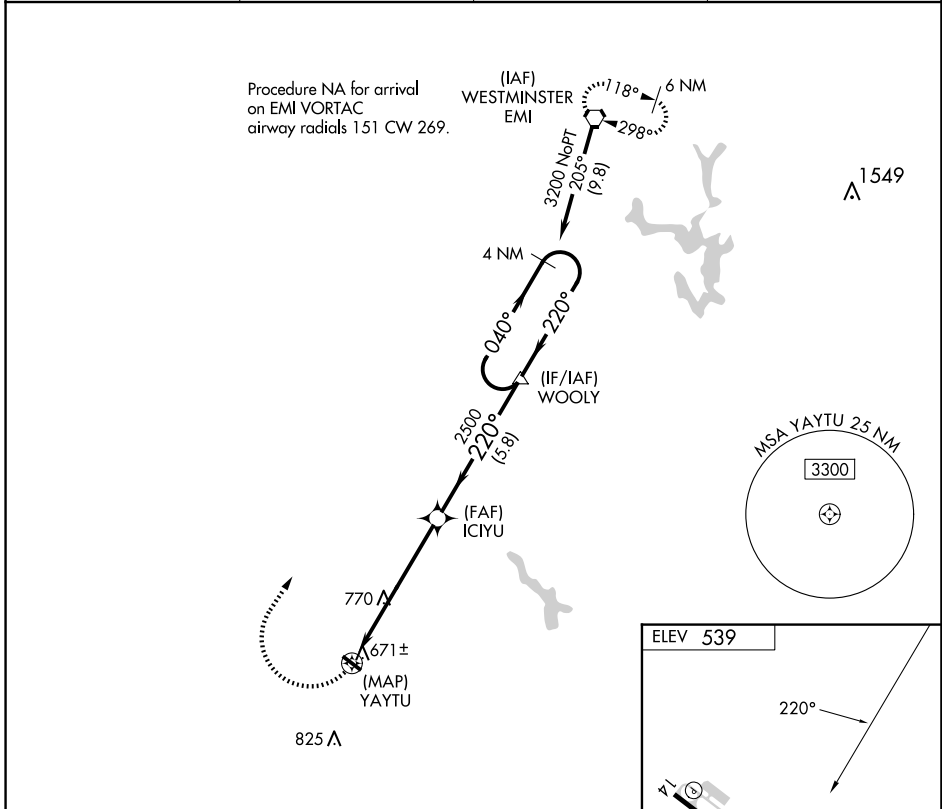 Procedure NA for arrival
on EMI VORTAC
airway radials 151 CW 269.
(IAF)
WESTMINSTER
EMI
118°
6 NM
298°
3200 NoPT
205°
(9.8)
1549
4 NM
040°
220°
(IF/IAF)
WOOLY
2500
220°
(5.8)
MSA YAYTU 25 NM
3300
(FAF)
ICIYU
770
671±
(MAP)
YAYTU
825
ELEV 539
220°
14
P